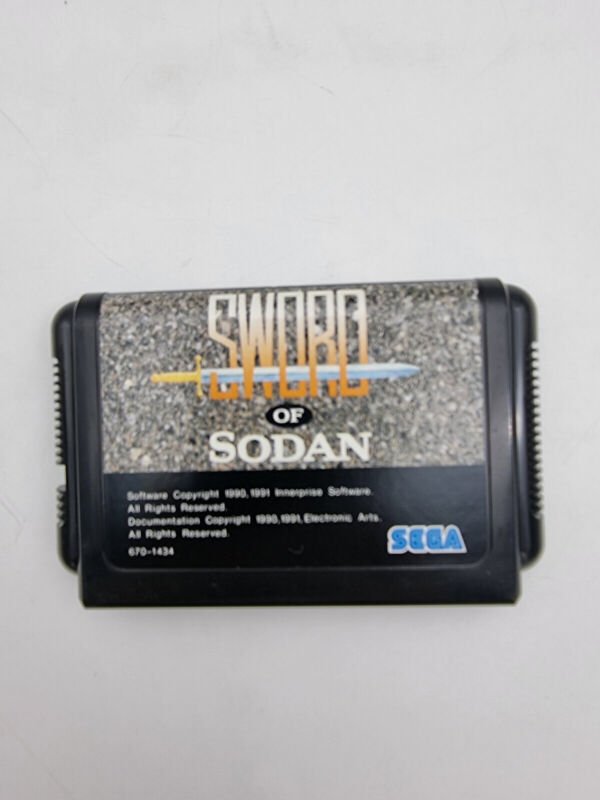 SWORD
OF
SODAN
Software Copyright 1990,1991 Innerprise Software.
All Rights Reserved.
Documentation Copyright 1990,1991, Electronic Arts.
All Rights Reserved.
670-1434
SEGA